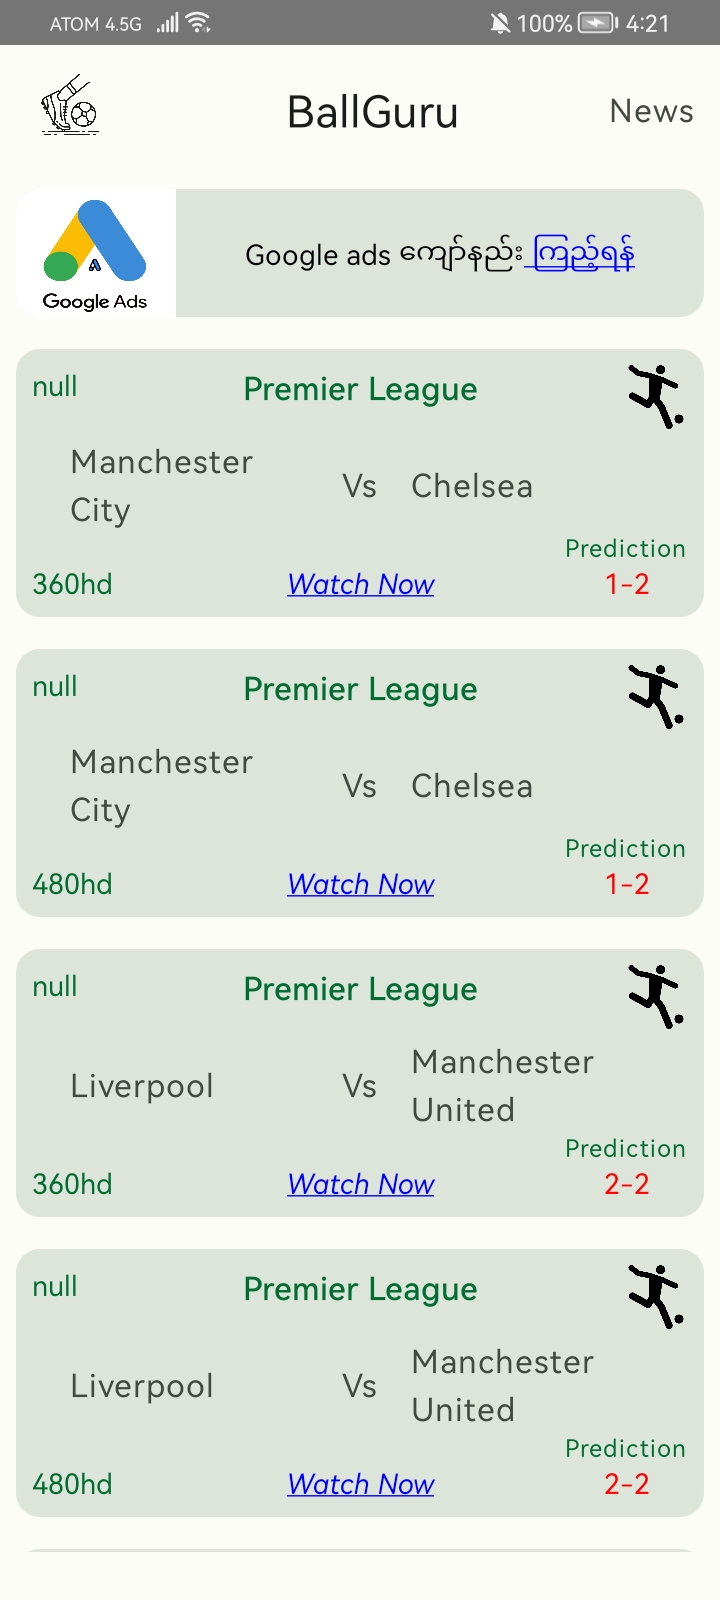 ATOM 4.5G 100% 4:21
BallGuru News
Google ads ကျော်နည်း ကြည့်ရန်
Google Ads
null Premier League
Manchester
City
Vs Chelsea
Prediction
360hd Watch Now 1-2
null Premier League
Manchester
City
Vs Chelsea
Prediction
480hd Watch Now 1-2
null Premier League
Liverpool Vs
Manchester
United
Prediction
360hd Watch Now 2-2
null Premier League
Liverpool Vs
Manchester
United
Prediction
480hd Watch Now 2-2